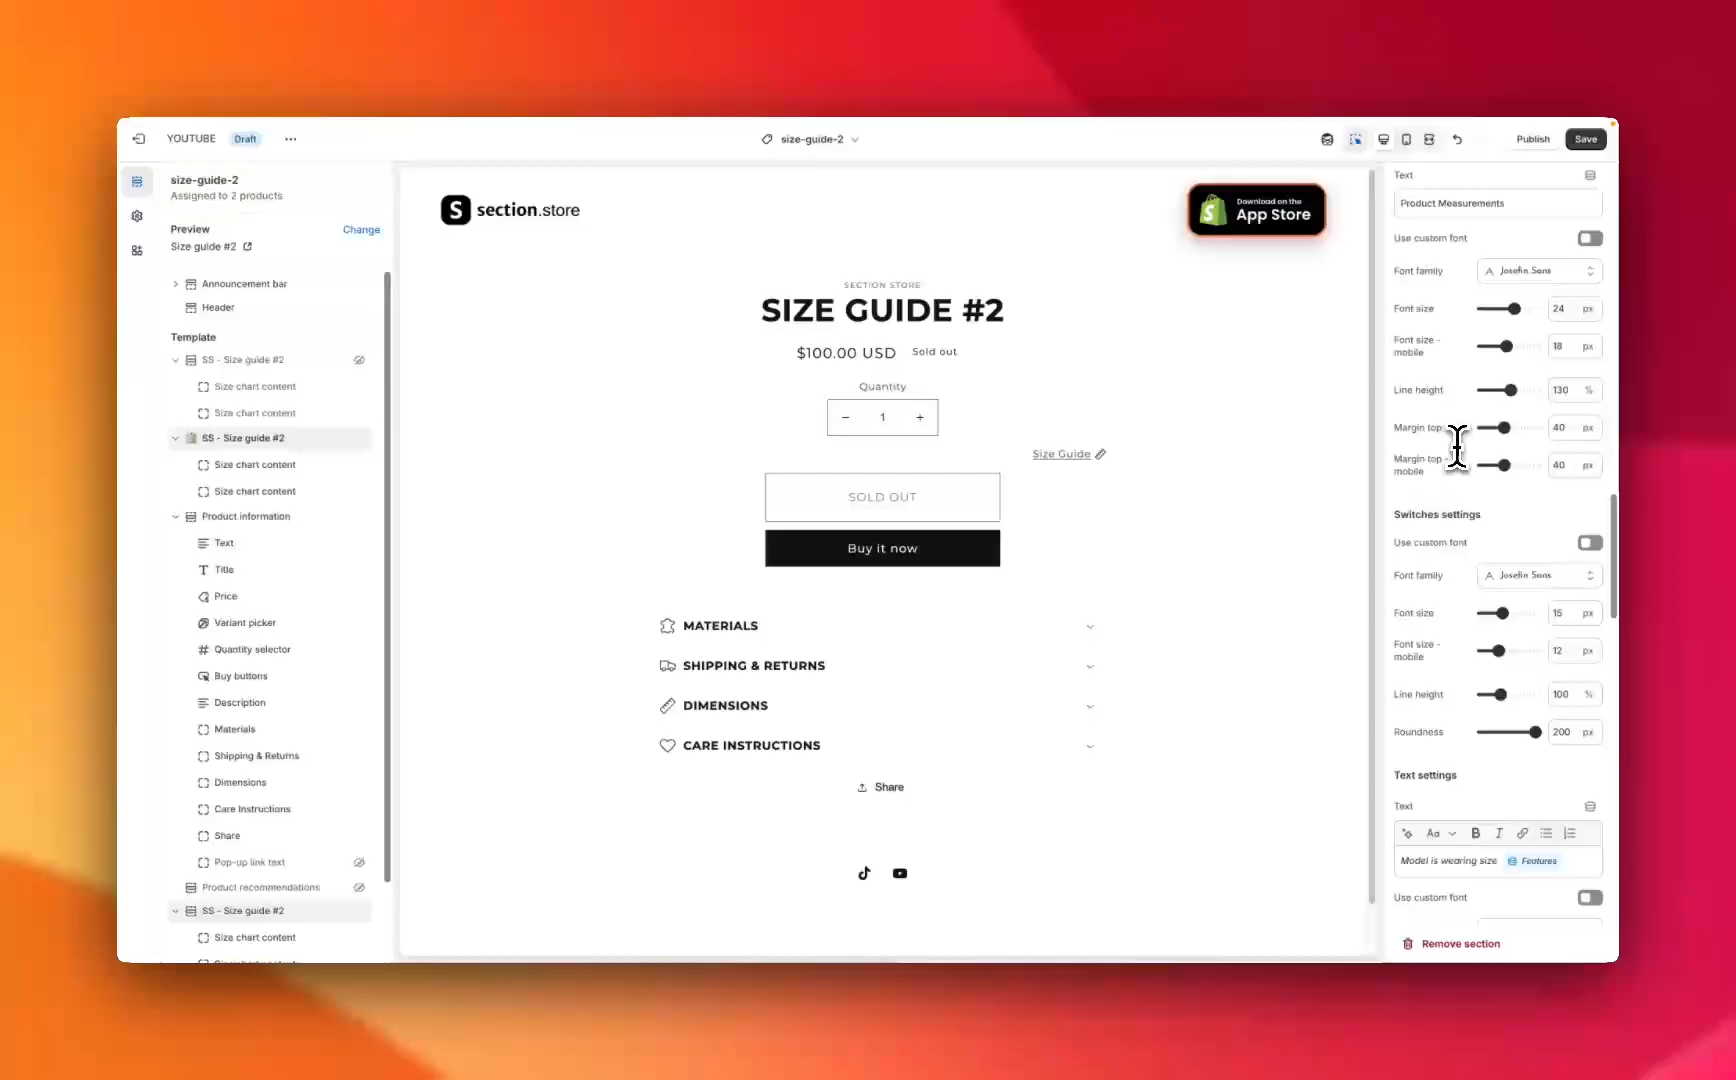 YOUTUBE Draft
size-guide-2
Publish Save
size-guide-2
Assigned to 2 products
Preview Change
Size guide #2
Announcement bar
Header
Template
SS - Size guide #2
Size chart content
Size chart content
SS - Size guide #2
Size chart content
Size chart content
Product information
Text
Title
Price
Variant picker
Quantity selector
Buy buttons
Description
Materials
Shipping & Returns
Dimensions
Care Instructions
Share
Pop-up link text
Product recommendations
SS - Size guide #2
Size chart content
S section.store
Download on the
App Store
SECTION STORE
SIZE GUIDE #2
$100.00 USD Sold out
Quantity
− 1 +
Size Guide
SOLD OUT
Buy it now
MATERIALS
SHIPPING & RETURNS
DIMENSIONS
CARE INSTRUCTIONS
Share
Text
Product Measurements
Use custom font
Font family A Josefin Sans
Font size 24 px
Font size -
mobile 18 px
Line height 130 %
Margin top 40 px
Margin top -
mobile 40 px
Switches settings
Use custom font
Font family A Josefin Sans
Font size 15 px
Font size -
mobile 12 px
Line height 100 %
Roundness 200 px
Text settings
Text
Aa B I
Model is wearing size Features
Use custom font
Remove section